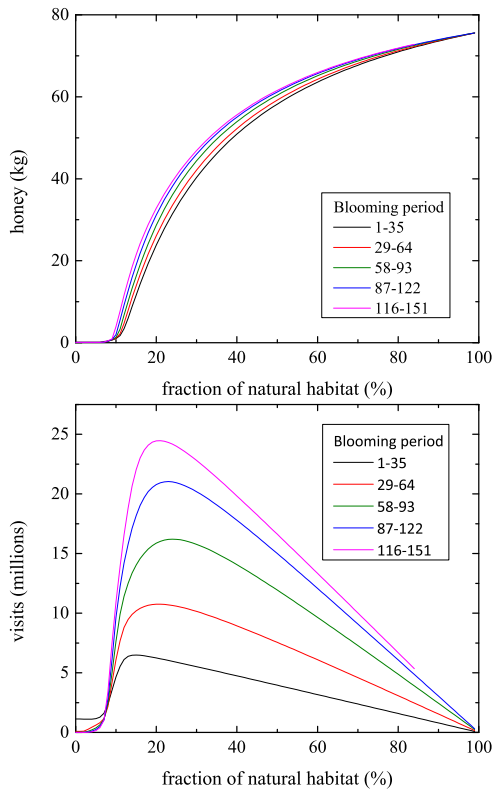 80
60
40
20
0
honey (kg)
Blooming period
1-35
29-64
58-93
87-122
116-151
0 20 40 60 80 100
fraction of natural habitat (%)
25
20
15
10
5
0
visits (millions)
Blooming period
1-35
29-64
58-93
87-122
116-151
0 20 40 60 80 100
fraction of natural habitat (%)